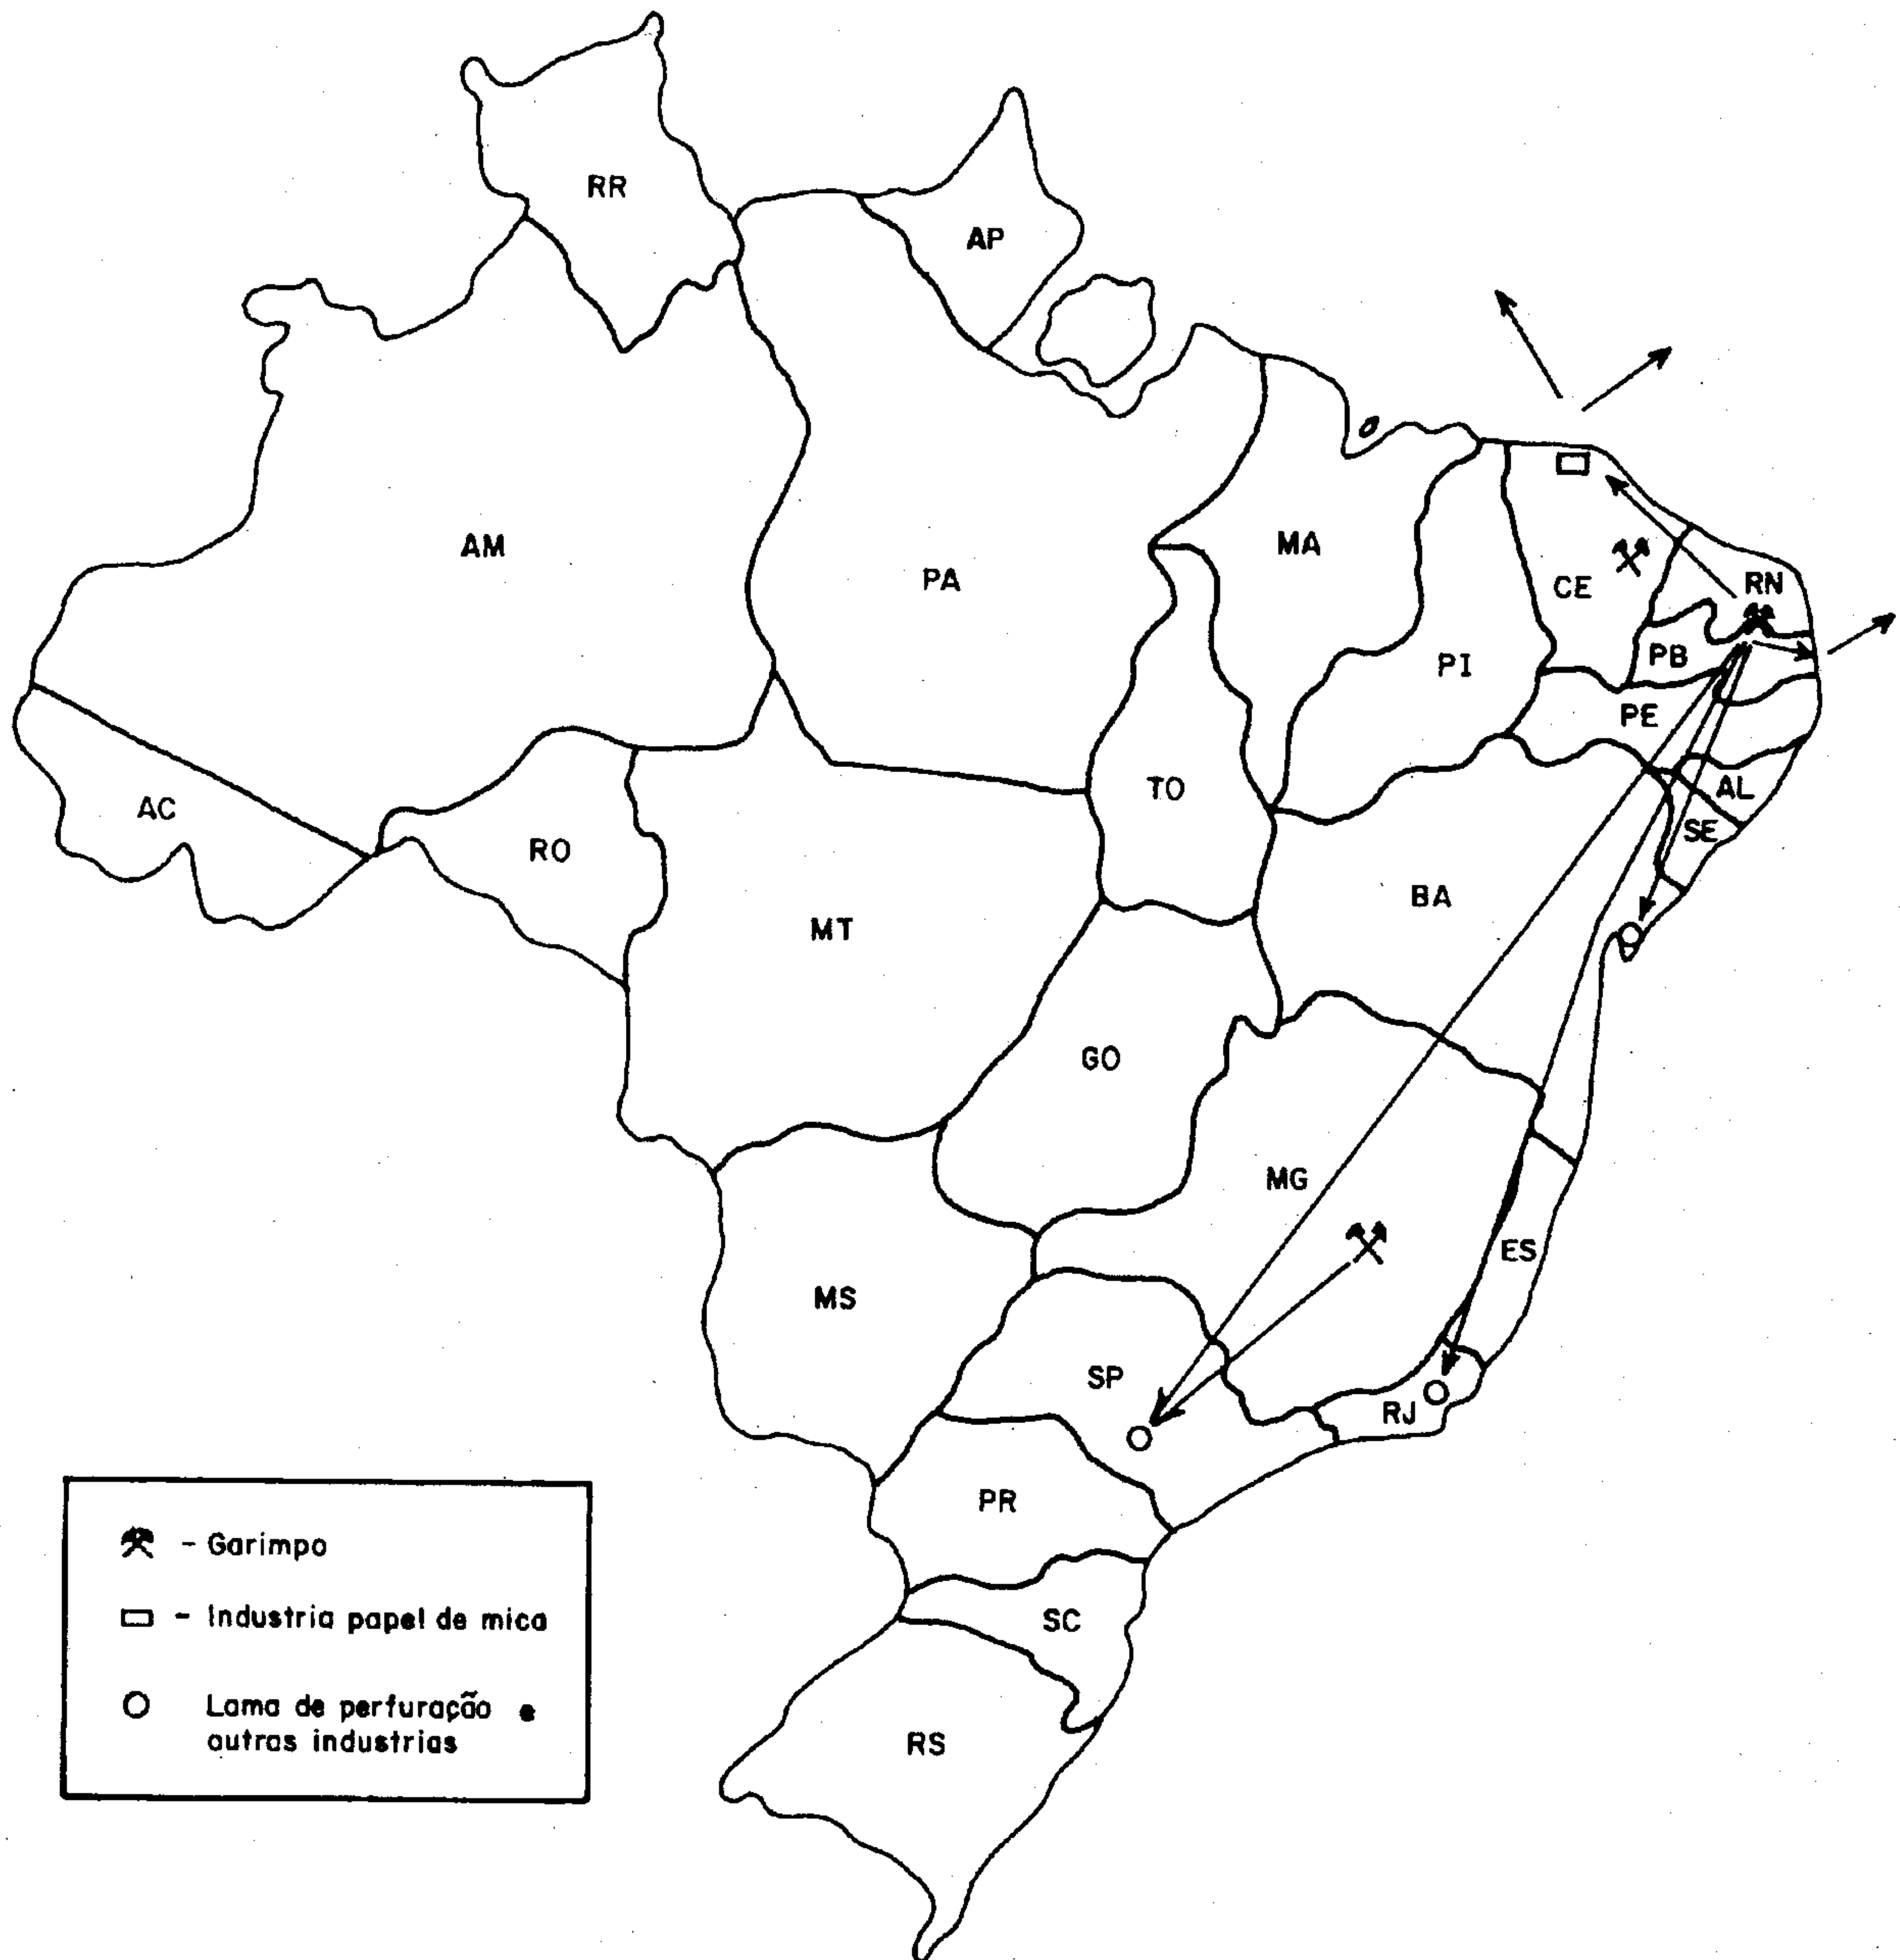 RR
AP
AM
PA
MA
CE
RN
PB
PI
PE
TO
AL
AC
SE
RO
BA
MT
GO
MG
ES
MS
SP
RJ
PR
SC
RS
- Garimpo
- Industria papel de mica
Lama de perfuração e
outras industrias